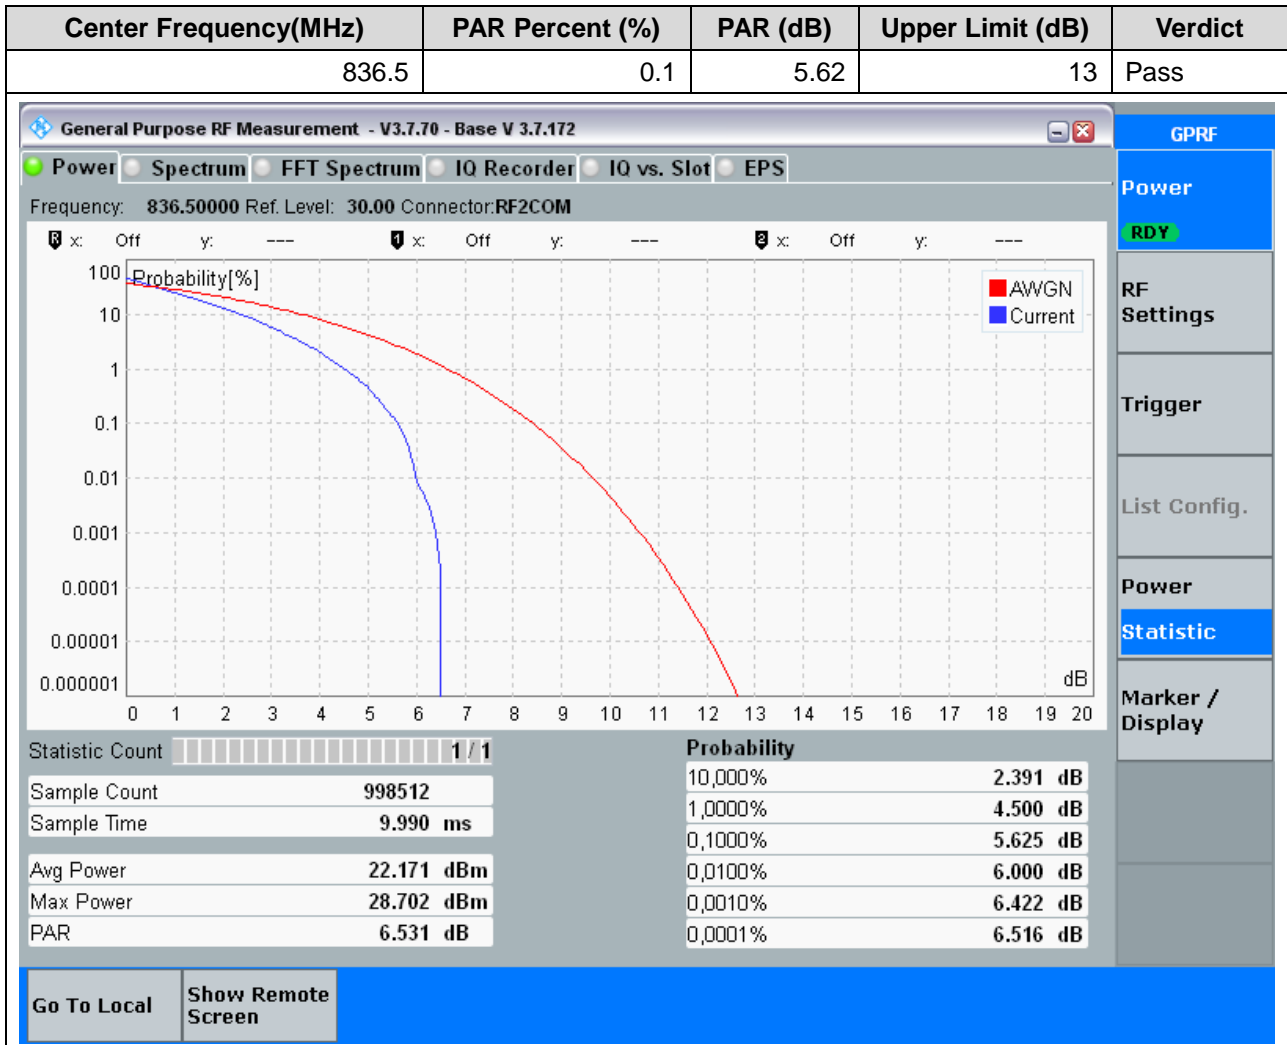 Center Frequency(MHz) PAR Percent (%) PAR (dB) Upper Limit (dB) Verdict
836.5 0.1 5.62 13 Pass
General Purpose RF Measurement - V3.7.70 - Base V 3.7.172
GPRF
Power Spectrum FFT Spectrum IQ Recorder IQ vs. Slot EPS
Power
RDY
Frequency: 836.50000 Ref. Level: 30.00 Connector:RF2COM
R x: Off y: --- 1 x: Off y: --- 2 x: Off y: ---
Probability[%]
AWGN
Current
100
10
1
0.1
0.01
0.001
0.0001
0.00001
0.000001
dB
0 1 2 3 4 5 6 7 8 9 10 11 12 13 14 15 16 17 18 19 20
RF
Settings
Trigger
List Config.
Power
Statistic
Marker /
Display
Statistic Count 1 / 1
Sample Count 998512
Sample Time 9.990 ms
Avg Power 22.171 dBm
Max Power 28.702 dBm
PAR 6.531 dB
Probability
10,000% 2.391 dB
1,0000% 4.500 dB
0,1000% 5.625 dB
0,0100% 6.000 dB
0,0010% 6.422 dB
0,0001% 6.516 dB
Go To Local
Show Remote
Screen